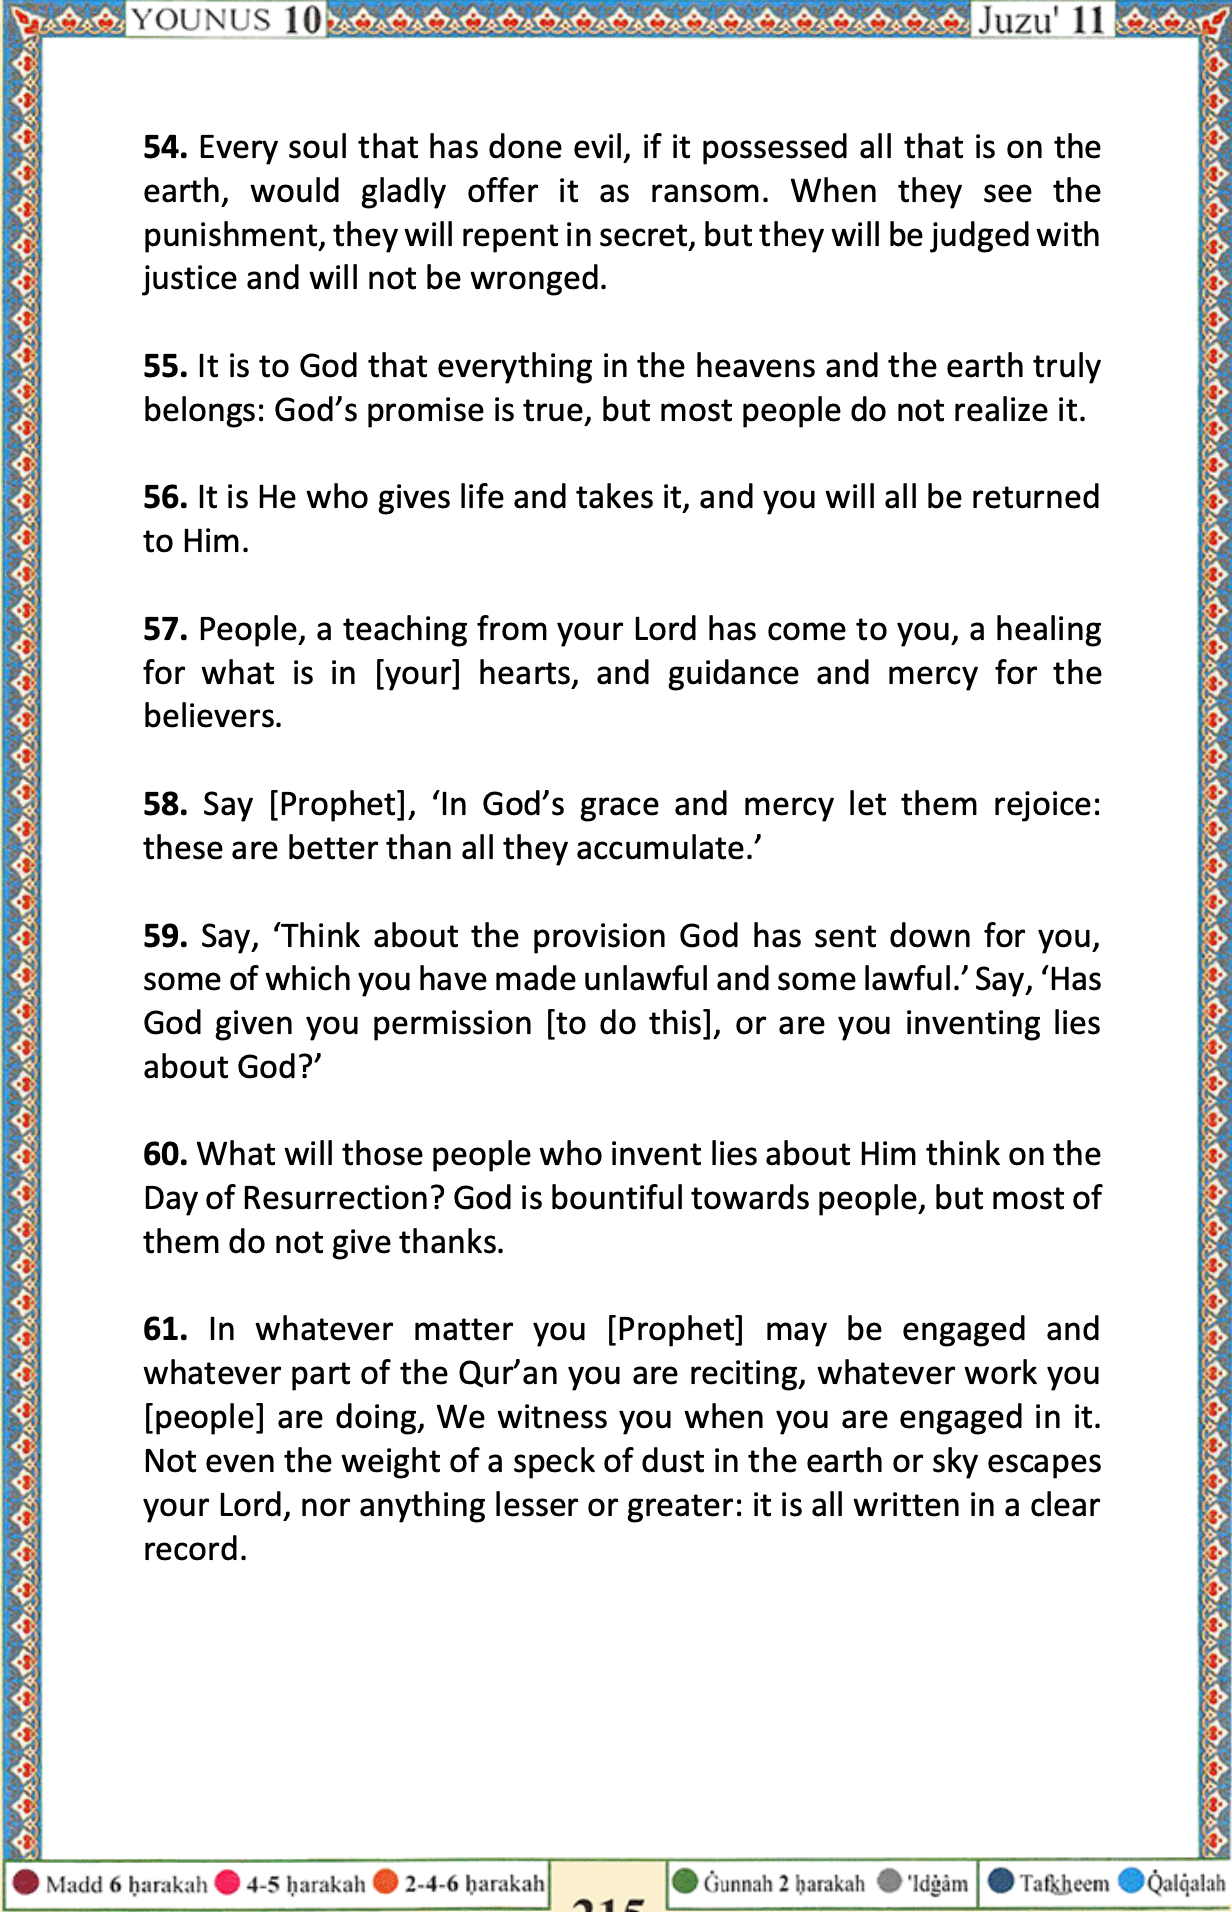 YOUNUS 10 Juzu' 11
54. Every soul that has done evil, if it possessed all that is on the
earth, would gladly offer it as ransom. When they see the
punishment, they will repent in secret, but they will be judged with
justice and will not be wronged.
55. It is to God that everything in the heavens and the earth truly
belongs: God’s promise is true, but most people do not realize it.
56. It is He who gives life and takes it, and you will all be returned
to Him.
57. People, a teaching from your Lord has come to you, a healing
for what is in [your] hearts, and guidance and mercy for the
believers.
58. Say [Prophet], ‘In God’s grace and mercy let them rejoice:
these are better than all they accumulate.’
59. Say, ‘Think about the provision God has sent down for you,
some of which you have made unlawful and some lawful.’ Say, ‘Has
God given you permission [to do this], or are you inventing lies
about God?’
60. What will those people who invent lies about Him think on the
Day of Resurrection? God is bountiful towards people, but most of
them do not give thanks.
61. In whatever matter you [Prophet] may be engaged and
whatever part of the Qur’an you are reciting, whatever work you
[people] are doing, We witness you when you are engaged in it.
Not even the weight of a speck of dust in the earth or sky escapes
your Lord, nor anything lesser or greater: it is all written in a clear
record.
Madd 6 ḥarakah 4-5 ḥarakah 2-4-6 ḥarakah Ġunnah 2 ḥarakah 'Idġâm Tafkheem Q̇alq̇alah
215